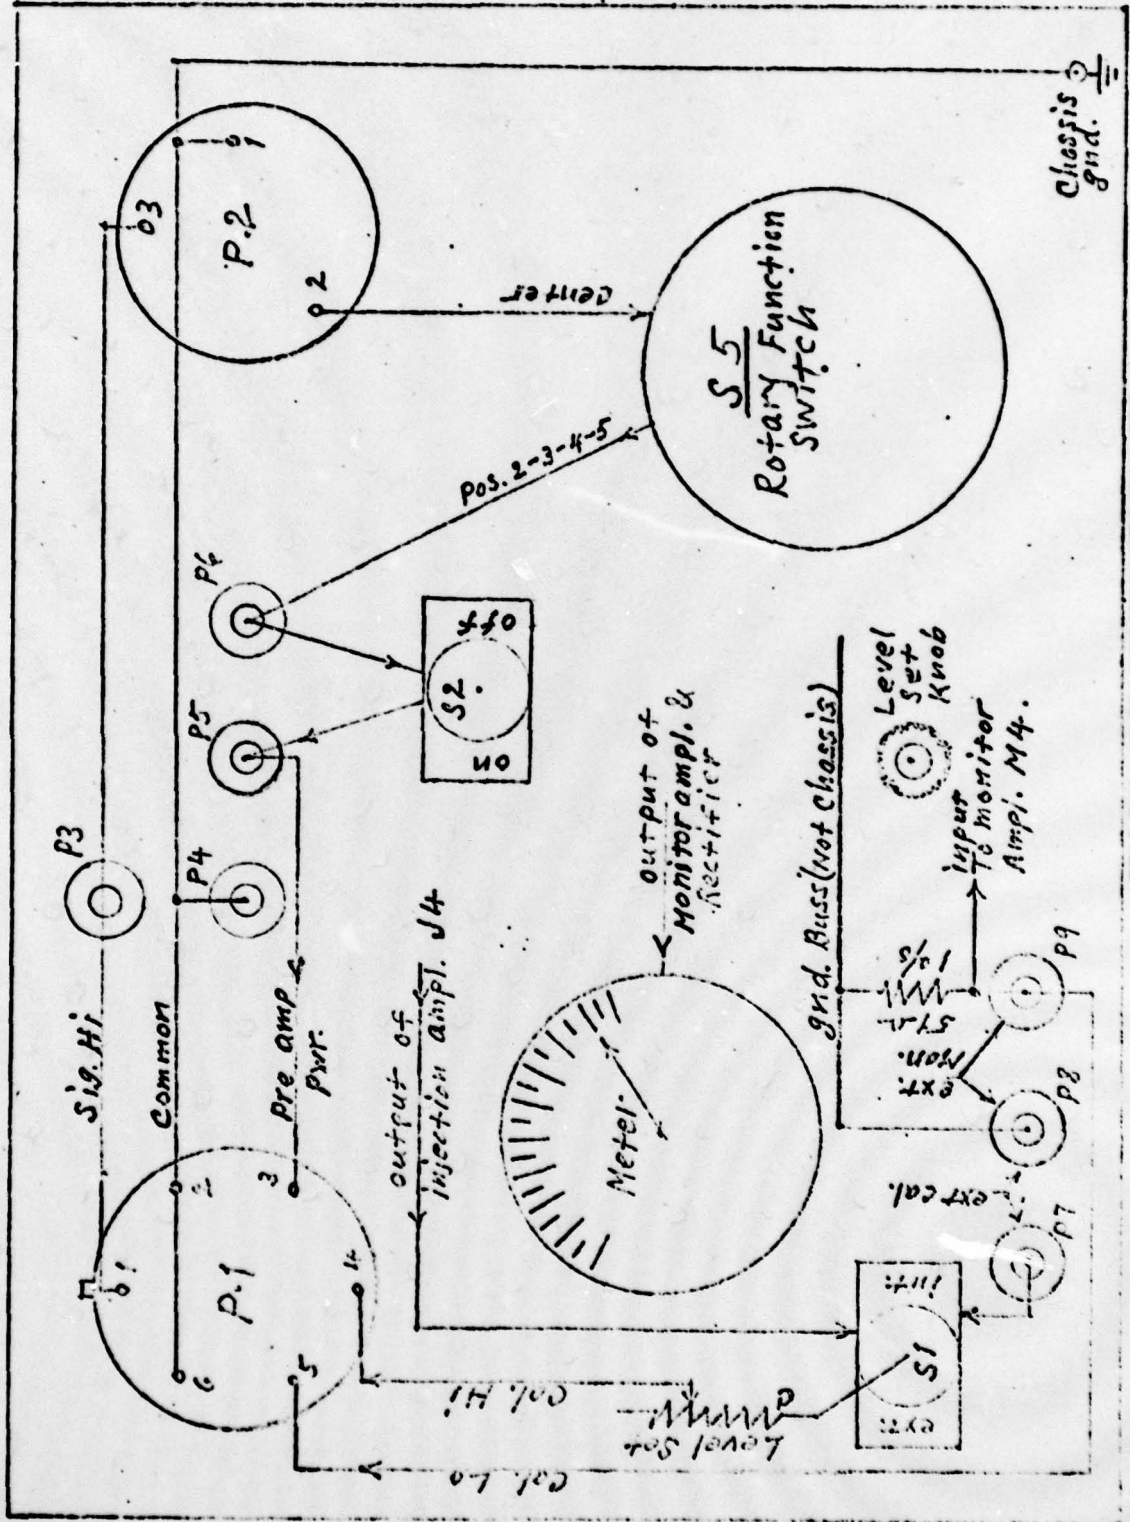 Sig. Hi
P3
Common
P4
P5
P6
Pre amp
Pwr.
P.1
1
2
3
4
5
6
P.2
1
2
03
center
Pos. 2-3-4-5
S2
on
off
S 5
Rotary Function
Switch
output of
injection ampl. J4
output of
Monitor ampl. &
Rectifier
Meter
Cal. Hi
Cal. Lo
Level Set
ext.
S1
int.
ext cal.
P7
P8
P9
ext.
Mon.
51Ω
1%
gnd. Buss (Not Chassis)
input
To monitor
Ampl. M4.
Level
Set
Knob
Chassis
gnd.